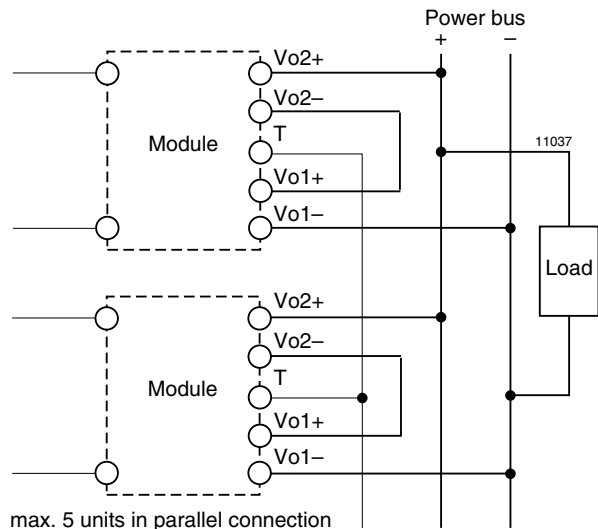 Power bus
+ –
Vo2+
Vo2–
T
Module
Vo1+
Vo1–
11037
Load
Vo2+
Vo2–
T
Module
Vo1+
Vo1–
max. 5 units in parallel connection